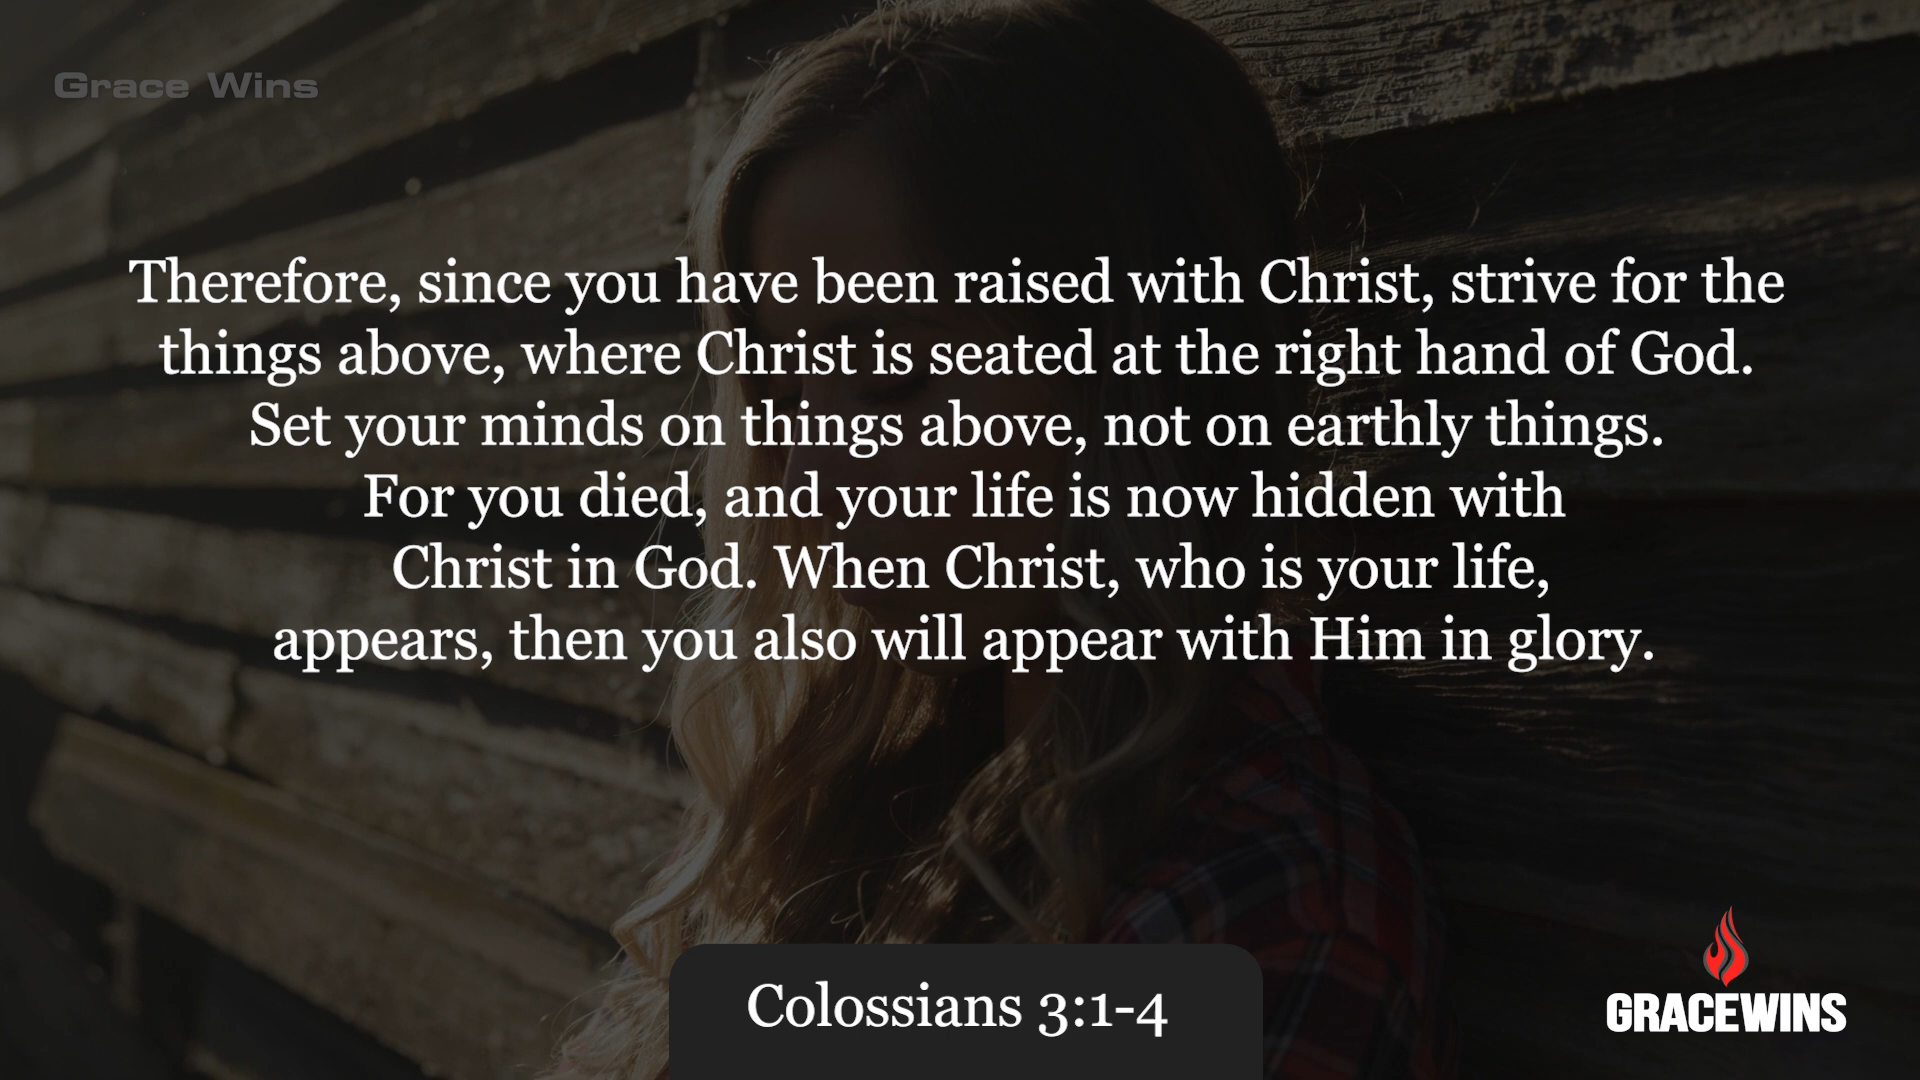 Grace Wins
Therefore, since you have been raised with Christ, strive for the
things above, where Christ is seated at the right hand of God.
Set your minds on things above, not on earthly things.
For you died, and your life is now hidden with
Christ in God. When Christ, who is your life,
appears, then you also will appear with Him in glory.
Colossians 3:1-4
GRACEWINS